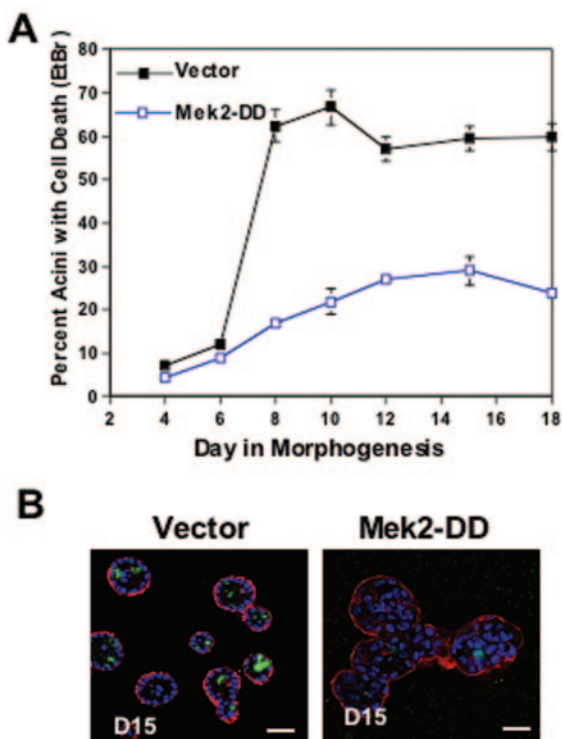 A
Percent Acini with Cell Death (EtBr)
80
70
60
50
40
30
20
10
0
Vector
Mek2-DD
2 4 6 8 10 12 14 16 18
Day in Morphogenesis
B
Vector Mek2-DD
D15 D15